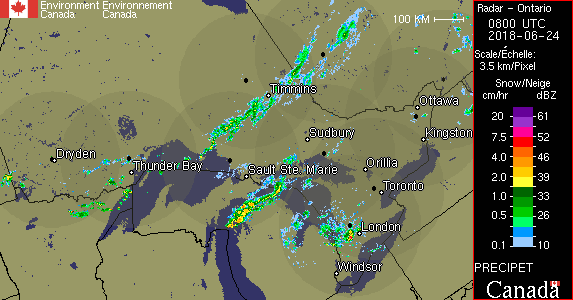 Environment Environnement
Canada Canada
100 KM
Radar - Ontario
0800 UTC
2018-06-24
Scale/Échelle:
3.5 km/Pixel
Snow/Neige
cm/hr dBZ
20 61
7.5 52
5.4 46
4.0 39
2.0 33
1.0 26
0.5
0.1 10
Timmins
Ottawa
Sudbury
Kingston
Dryden
Thunder Bay
Sault Ste. Marie
Orillia
Toronto
London
Windsor
PRECIPET
Canada